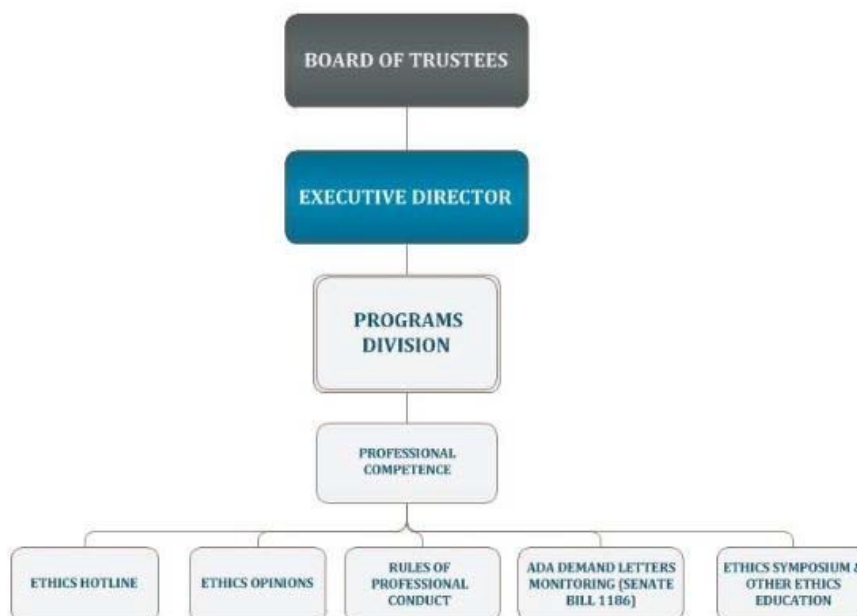 BOARD OF TRUSTEES
EXECUTIVE DIRECTOR
PROGRAMS
DIVISION
PROFESSIONAL
COMPETENCE
ETHICS HOTLINE
ETHICS OPINIONS
RULES OF
PROFESSIONAL
CONDUCT
ADA DEMAND LETTERS
MONITORING (SENATE
BILL 1186)
ETHICS SYMPOSIUM &
OTHER ETHICS
EDUCATION